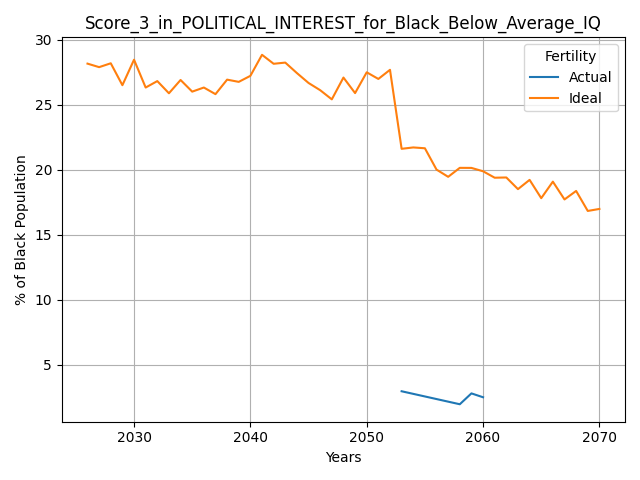 Score_3_in_POLITICAL_INTEREST_for_Black_Below_Average_IQ
30
25
20
15
10
5
% of Black Population
Fertility
Actual
Ideal
2030 2040 2050 2060 2070
Years